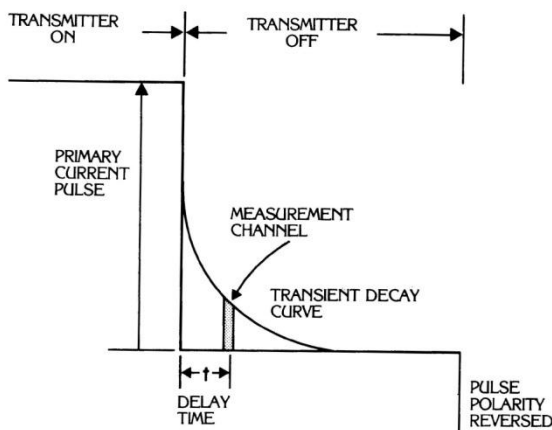 TRANSMITTER
ON
TRANSMITTER
OFF
PRIMARY
CURRENT
PULSE
MEASUREMENT
CHANNEL
TRANSIENT DECAY
CURVE
t
DELAY
TIME
PULSE
POLARITY
REVERSED